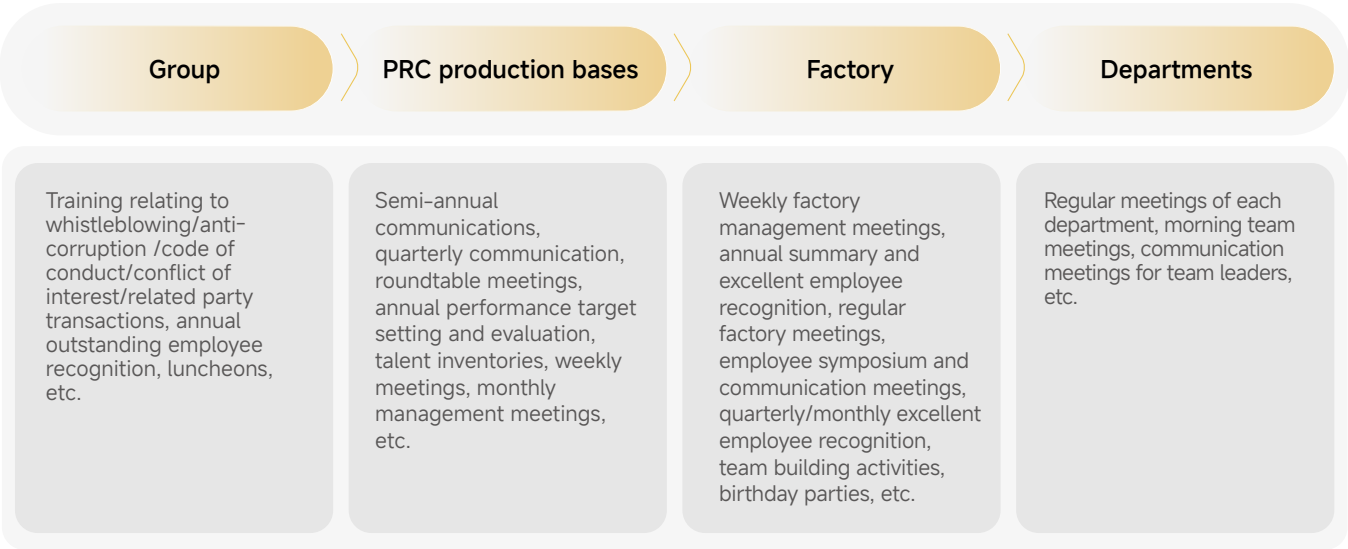 Group
PRC production bases
Factory
Departments
Training relating to
whistleblowing/anti-
corruption /code of
conduct/conflict of
interest/related party
transactions, annual
outstanding employee
recognition, luncheons,
etc.
Semi-annual
communications,
quarterly communication,
roundtable meetings,
annual performance target
setting and evaluation,
talent inventories, weekly
meetings, monthly
management meetings,
etc.
Weekly factory
management meetings,
annual summary and
excellent employee
recognition, regular
factory meetings,
employee symposium and
communication meetings,
quarterly/monthly excellent
employee recognition,
team building activities,
birthday parties, etc.
Regular meetings of each
department, morning team
meetings, communication
meetings for team leaders,
etc.